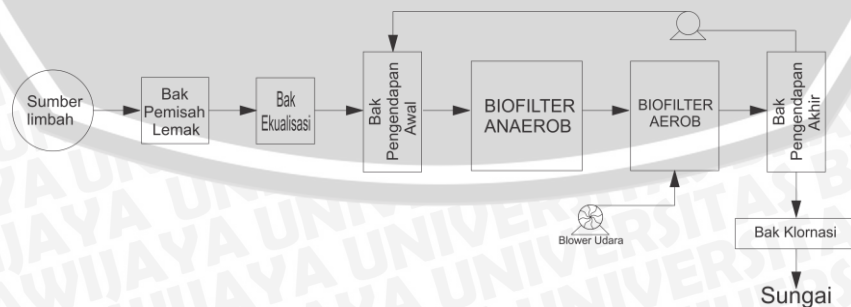 Sumber
limbah
Bak
Pemisah
Lemak
Bak
Ekualisasi
Bak
Pengendapan
Awal
BIOFILTER
ANAEROB
BIOFILTER
AEROB
Bak
Pengendapan
Akhir
Blower Udara
Bak Klornasi
Sungai